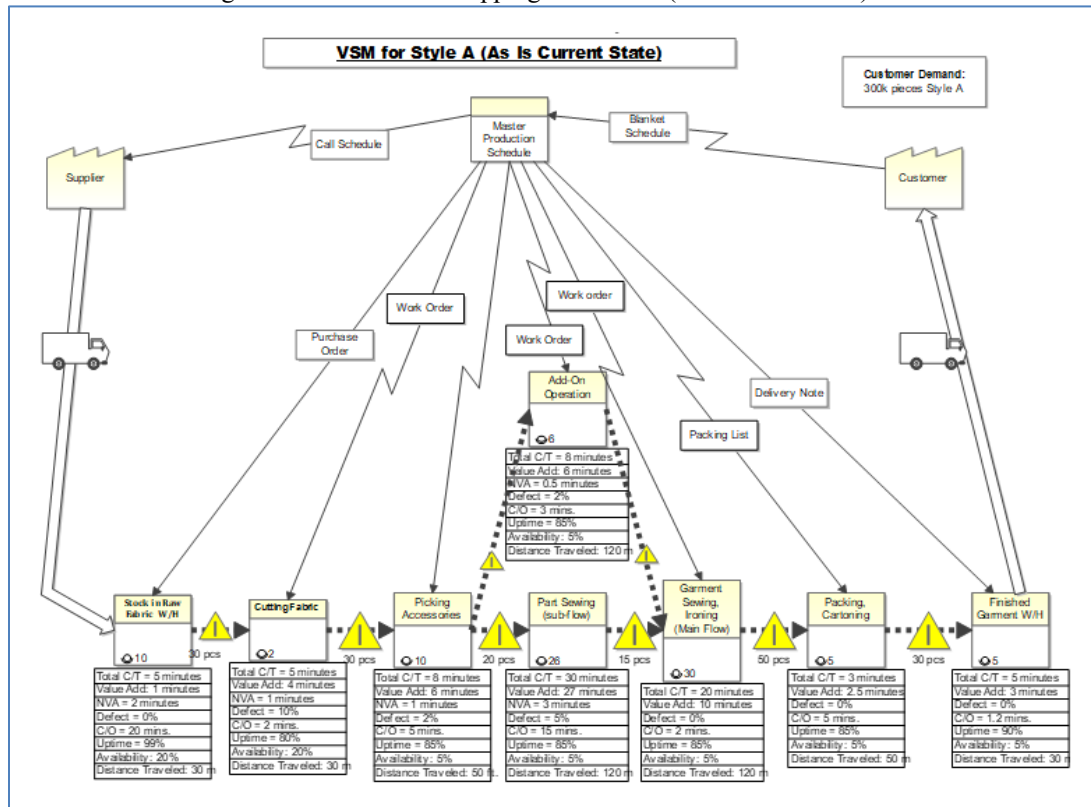 VSM for Style A (As Is Current State)
Customer Demand:
300k pieces Style A
Master
Production
Schedule
Blanket
Schedule
Call Schedule
Supplier
Customer
Work Order
Work order
Purchase
Order
Work Order
Add-On
Operation
Delivery Note
Packing List
6
Total C/T = 8 minutes
Value Add: 6 minutes
NVA = 0.5 minutes
Defect = 2%
C/O = 3 mins.
Uptime = 85%
Availability: 5%
Distance Traveled: 120 m
Stock in Raw
Fabric W/H
10
Total C/T = 5 minutes
Value Add: 1 minutes
NVA = 2 minutes
Defect = 0%
C/O = 20 mins.
Uptime = 99%
Availability: 20%
Distance Traveled: 30 m
I
30 pcs
Cutting Fabric
2
Total C/T = 5 minutes
Value Add: 4 minutes
NVA = 1 minutes
Defect = 10%
C/O = 2 mins.
Uptime = 80%
Availability: 20%
Distance Traveled: 30 m
I
30 pcs
Picking
Accessories
10
Total C/T = 8 minutes
Value Add: 6 minutes
NVA = 1 minutes
Defect = 2%
C/O = 5 mins.
Uptime = 85%
Availability: 5%
Distance Traveled: 50 ft.
I
I
20 pcs
Part Sewing
(sub-flow)
26
Total C/T = 30 minutes
Value Add: 27 minutes
NVA = 3 minutes
Defect = 5%
C/O = 15 mins.
Uptime = 85%
Availability: 5%
Distance Traveled: 120 m
I
I
15 pcs
Garment
Sewing,
Ironing
(Main Flow)
30
Total C/T = 20 minutes
Value Add: 10 minutes
Defect = 0%
C/O = 2 mins.
Uptime = 85%
Availability: 5%
Distance Traveled: 120 m
I
50 pcs
Packing,
Cartoning
5
Total C/T = 3 minutes
Value Add: 2.5 minutes
Defect = 0%
C/O = 5 mins.
Uptime = 85%
Availability: 5%
Distance Traveled: 50 m
I
30 pcs
Finished
Garment W/H
5
Total C/T = 5 minutes
Value Add: 3 minutes
Defect = 0%
C/O = 1.2 mins.
Uptime = 90%
Availability: 5%
Distance Traveled: 30 m